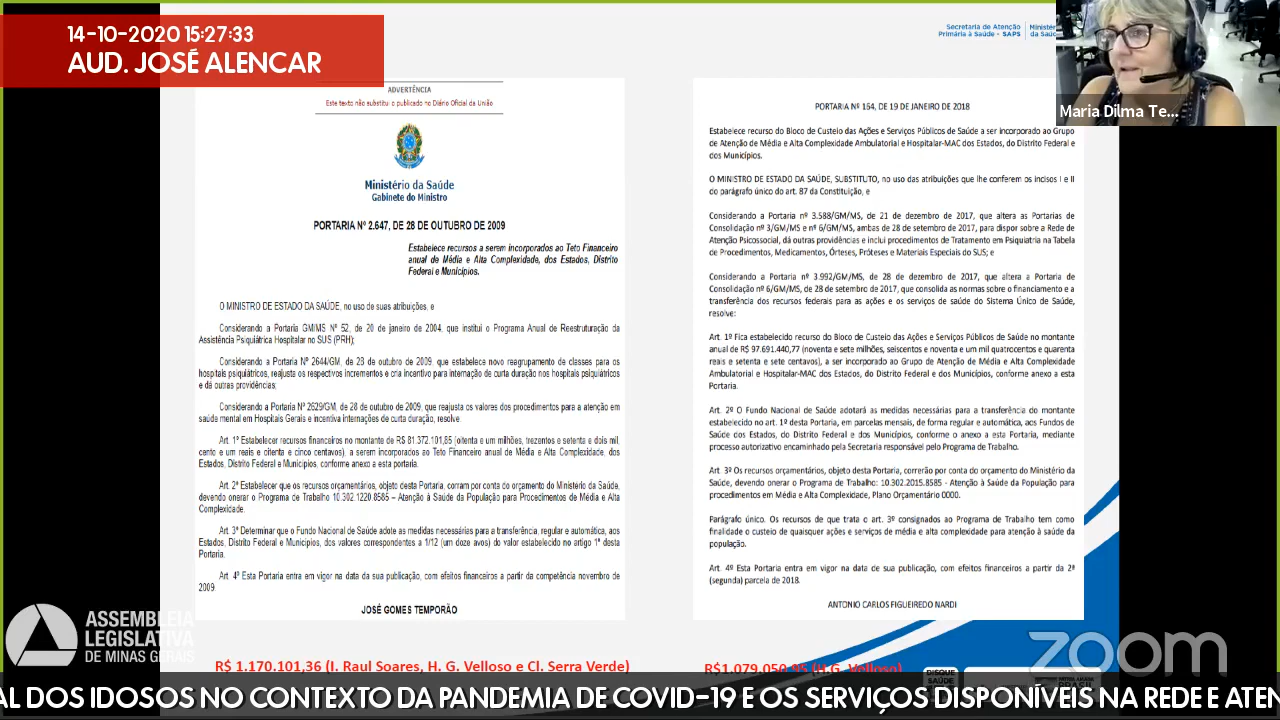 14-10-2020 15:27:33
AUD. JOSÉ ALENCAR
Secretaria de Atenção
Primária à Saúde - SAPS
Ministér
da Saúd
Maria Dilma Te...
ADVERTÊNCIA
Este texto não substitui o publicado no Diário Oficial da União
Ministério da Saúde
Gabinete do Ministro
PORTARIA Nº 2.647, DE 28 DE OUTUBRO DE 2009
Estabelece recursos a serem incorporados ao Teto Financeiro
anual de Média e Alta Complexidade, dos Estados, Distrito
Federal e Municípios.
O MINISTRO DE ESTADO DA SAÚDE, no uso de suas atribuições, e
Considerando a Portaria GM/MS Nº 52, de 20 de janeiro de 2004, que institui o Programa Anual de Reestruturação da
Assistência Psiquiátrica Hospitalar no SUS (PRH);
Considerando a Portaria Nº 2644/GM, de 28 de outubro de 2009, que estabelece novo reagrupamento de classes para os
hospitais psiquiátricos, reajusta os respectivos incrementos e cria incentivo para internação de curta duração nos hospitais psiquiátricos
e dá outras providências;
Considerando a Portaria Nº 2629/GM, de 28 de outubro de 2009, que reajusta os valores dos procedimentos para a atenção em
saúde mental em Hospitais Gerais e incentiva internações de curta duração, resolve:
Art. 1º Estabelecer recursos financeiros no montante de R$ 81.372.101,85 (oitenta e um milhões, trezentos e setenta e dois mil,
cento e um reais e oitenta e cinco centavos), a serem incorporados ao Teto Financeiro anual de Média e Alta Complexidade, dos
Estados, Distrito Federal e Municípios, conforme anexo a esta portaria.
Art. 2º Estabelecer que os recursos orçamentários, objeto desta Portaria, corram por conta do orçamento do Ministério da Saúde,
devendo onerar o Programa de Trabalho 10.302.1220.8585 – Atenção à Saúde da População para Procedimentos de Média e Alta
Complexidade.
Art. 3º Determinar que o Fundo Nacional de Saúde adote as medidas necessárias para a transferência, regular e automática, aos
Estados, Distrito Federal e Municípios, dos valores correspondentes a 1/12 (um doze avos) do valor estabelecido no artigo 1º desta
Portaria.
Art. 4º Esta Portaria entra em vigor na data da sua publicação, com efeitos financeiros a partir da competência novembro de
2009.
JOSÉ GOMES TEMPORÃO
PORTARIA Nº 164, DE 19 DE JANEIRO DE 2018
Estabelece recurso do Bloco de Custeio das Ações e Serviços Públicos de Saúde a ser incorporado ao Grupo
de Atenção de Média e Alta Complexidade Ambulatorial e Hospitalar-MAC dos Estados, do Distrito Federal e
dos Municípios.
O MINISTRO DE ESTADO DA SAÚDE, SUBSTITUTO, no uso das atribuições que lhe conferem os incisos I e II
do parágrafo único do art. 87 da Constituição, e
Considerando a Portaria nº 3.588/GM/MS, de 21 de dezembro de 2017, que altera as Portarias de
Consolidação nº 3/GM/MS e nº 6/GM/MS, ambas de 28 de setembro de 2017, para dispor sobre a Rede de
Atenção Psicossocial, dá outras providências e inclui procedimentos de Tratamento em Psiquiatria na Tabela
de Procedimentos, Medicamentos, Órteses, Próteses e Materiais Especiais do SUS; e
Considerando a Portaria nº 3.992/GM/MS, de 28 de dezembro de 2017, que altera a Portaria de
Consolidação nº 6/GM/MS, de 28 de setembro de 2017, que consolida as normas sobre o financiamento e a
transferência dos recursos federais para as ações e os serviços de saúde do Sistema Único de Saúde,
resolve:
Art. 1º Fica estabelecido recurso do Bloco de Custeio das Ações e Serviços Públicos de Saúde no montante
anual de R$ 97.691.440,77 (noventa e sete milhões, seiscentos e noventa e um mil quatrocentos e quarenta
reais e setenta e sete centavos), a ser incorporado ao Grupo de Atenção de Média e Alta Complexidade
Ambulatorial e Hospitalar-MAC dos Estados, do Distrito Federal e dos Municípios, conforme anexo a esta
Portaria.
Art. 2º O Fundo Nacional de Saúde adotará as medidas necessárias para a transferência do montante
estabelecido no art. 1º desta Portaria, em parcelas mensais, de forma regular e automática, aos Fundos de
Saúde dos Estados, do Distrito Federal e dos Municípios, conforme o anexo a esta Portaria, mediante
processo autorizativo encaminhado pela Secretaria responsável pelo Programa de Trabalho.
Art. 3º Os recursos orçamentários, objeto desta Portaria, correrão por conta do orçamento do Ministério da
Saúde, devendo onerar o Programa de Trabalho: 10.302.2015.8585 - Atenção à Saúde da População para
procedimentos em Média e Alta Complexidade, Plano Orçamentário 0000.
Parágrafo único. Os recursos de que trata o art. 3º consignados ao Programa de Trabalho tem como
finalidade o custeio de quaisquer ações e serviços de média e alta complexidade para atenção à saúde da
população.
Art. 4º Esta Portaria entra em vigor na data de sua publicação, com efeitos financeiros a partir da 2ª
(segunda) parcela de 2018.
ANTONIO CARLOS FIGUEIREDO NARDI
ASSEMBLEIA
LEGISLATIVA
DE MINAS GERAIS
R$ 1.170.101,36 (I. Raul Soares, H. G. Velloso e Cl. Serra Verde)
R$1.079.050,95 (H.G. Velloso)
DISQUE
SAÚDE
zoom
AL DOS IDOSOS NO CONTEXTO DA PANDEMIA DE COVID-19 E OS SERVIÇOS DISPONÍVEIS NA REDE E ATEN